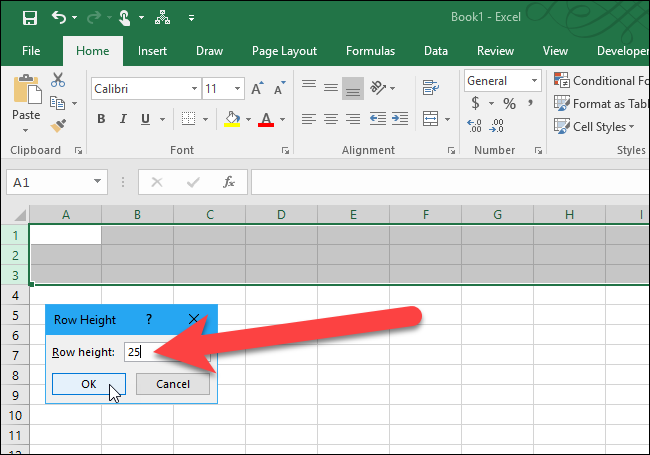 Book1 - Excel
File Home Insert Draw Page Layout Formulas Data Review View Developer
Paste
Calibri 11 A A
B I U A
$ % ,
General
Conditional Fo
Format as Tabl
Cell Styles
Clipboard Font Alignment Number Styles
A1 fx
A B C D E F G H I
1
2
3
4
5
Row Height ? X
6
7
Row height: 25
8
OK Cancel
9
10
11
12